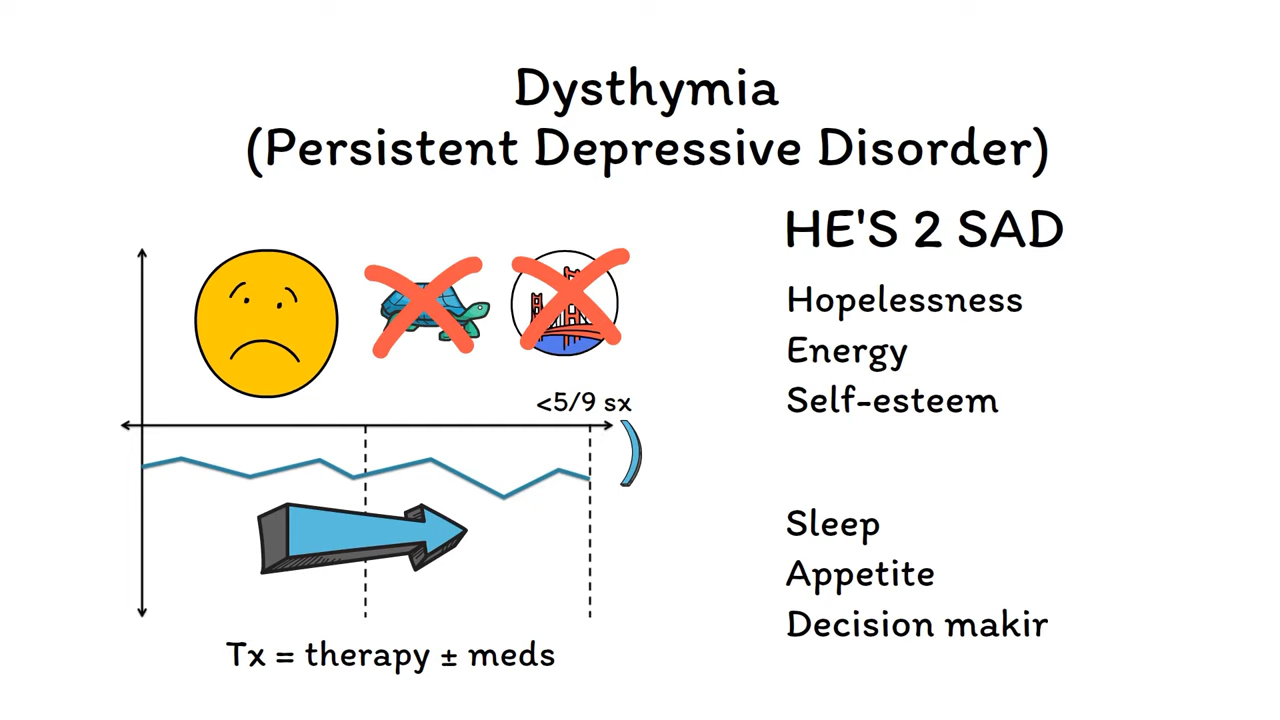 Dysthymia
(Persistent Depressive Disorder)
HE'S 2 SAD
Hopelessness
Energy
Self-esteem
Sleep
Appetite
Decision makir
<5/9 sx
Tx = therapy ± meds